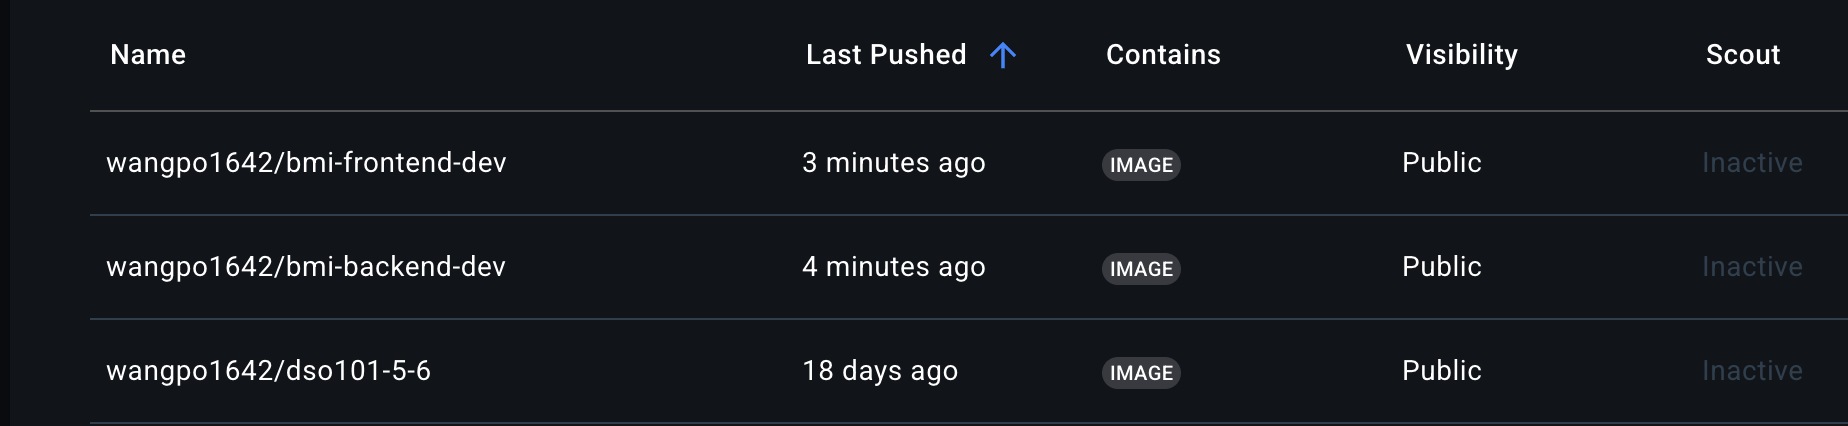 Name Last Pushed Contains Visibility Scout
wangpo1642/bmi-frontend-dev 3 minutes ago IMAGE Public Inactive
wangpo1642/bmi-backend-dev 4 minutes ago IMAGE Public Inactive
wangpo1642/dso101-5-6 18 days ago IMAGE Public Inactive